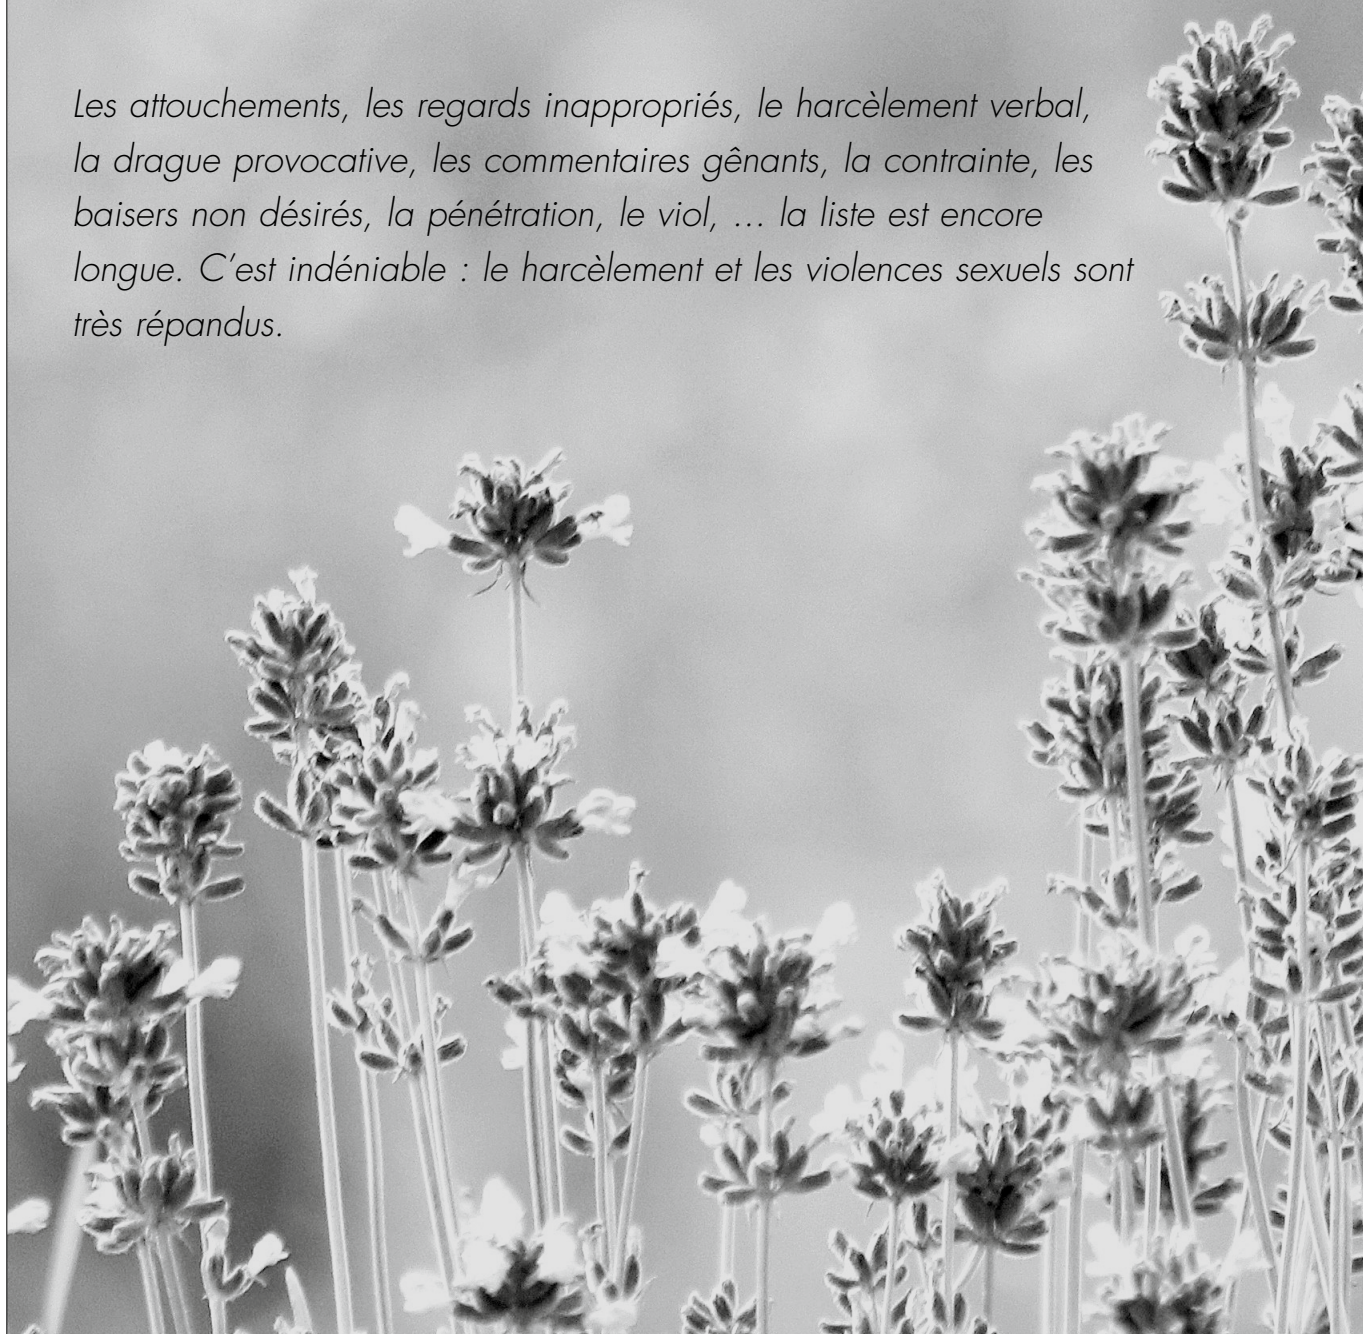 Les attouchements, les regards inappropriés, le harcèlement verbal,
la drague provocative, les commentaires gênants, la contrainte, les
baisers non désirés, la pénétration, le viol, ... la liste est encore
longue. C’est indéniable : le harcèlement et les violences sexuels sont
très répandus.